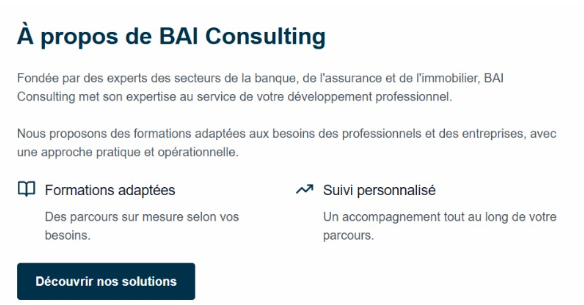 À propos de BAI Consulting
Fondée par des experts des secteurs de la banque, de l'assurance et de l'immobilier, BAI
Consulting met son expertise au service de votre développement professionnel.
Nous proposons des formations adaptées aux besoins des professionnels et des entreprises, avec
une approche pratique et opérationnelle.
Formations adaptées
Des parcours sur mesure selon vos
besoins.
Suivi personnalisé
Un accompagnement tout au long de votre
parcours.
Découvrir nos solutions